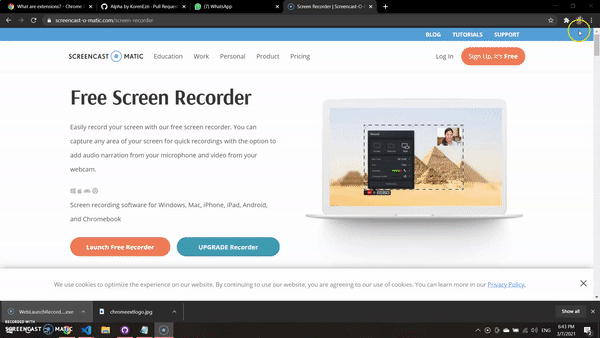 What are extensions? - Chrome
Alpha by KorenEzri · Pull Reques
(7) WhatsApp
Screen Recorder | Screencast-O-
screencast-o-matic.com/screen-recorder
BLOG TUTORIALS SUPPORT
SCREENCAST O MATIC
Education Work Personal Product Pricing
Log In
Sign Up, It's Free
Free Screen Recorder
Easily record your screen with our free screen recorder. You can
capture any area of your screen for quick recordings with the option to
add audio narration from your microphone and video from your
webcam.
Screen recording software for Windows, Mac, iPhone, iPad, Android,
and Chromebook
Launch Free Recorder
UPGRADE Recorder
We use cookies to optimize the experience on our website. By continuing to use our website, you are agreeing to our use of cookies. You can learn more in our Privacy Policy.
WebLaunchRecord....exe
chromeextlogo.jpg
Show all
RECORDED WITH
SCREENCAST O MATIC
ENG
6:43 PM
3/7/2021